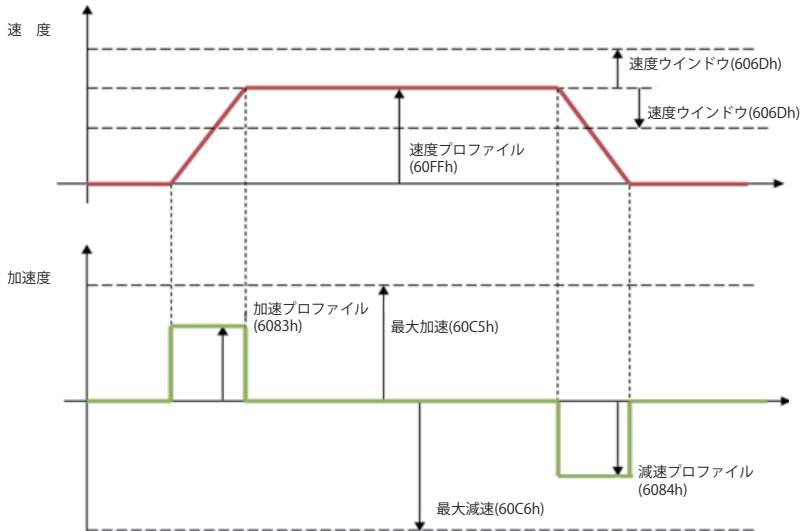 速　度
速度ウインドウ(606Dh)
速度ウインドウ(606Dh)
速度プロファイル
(60FFh)
加速度
加速プロファイル
(6083h)
最大加速(60C5h)
減速プロファイル
(6084h)
最大減速(60C6h)